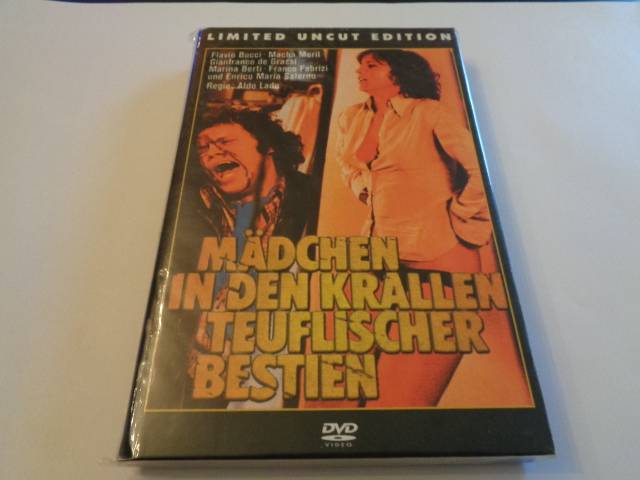 LIMITED UNCUT EDITION
Flavio Bucci · Macha Meril
Gianfranco de Grassi
Marina Berti · Franco Fabrizi
und Enrico Maria Salerno
Regie: Aldo Lado
MÄDCHEN
IN DEN KRALLEN
TEUFLISCHER
BESTIEN
DVD
VIDEO